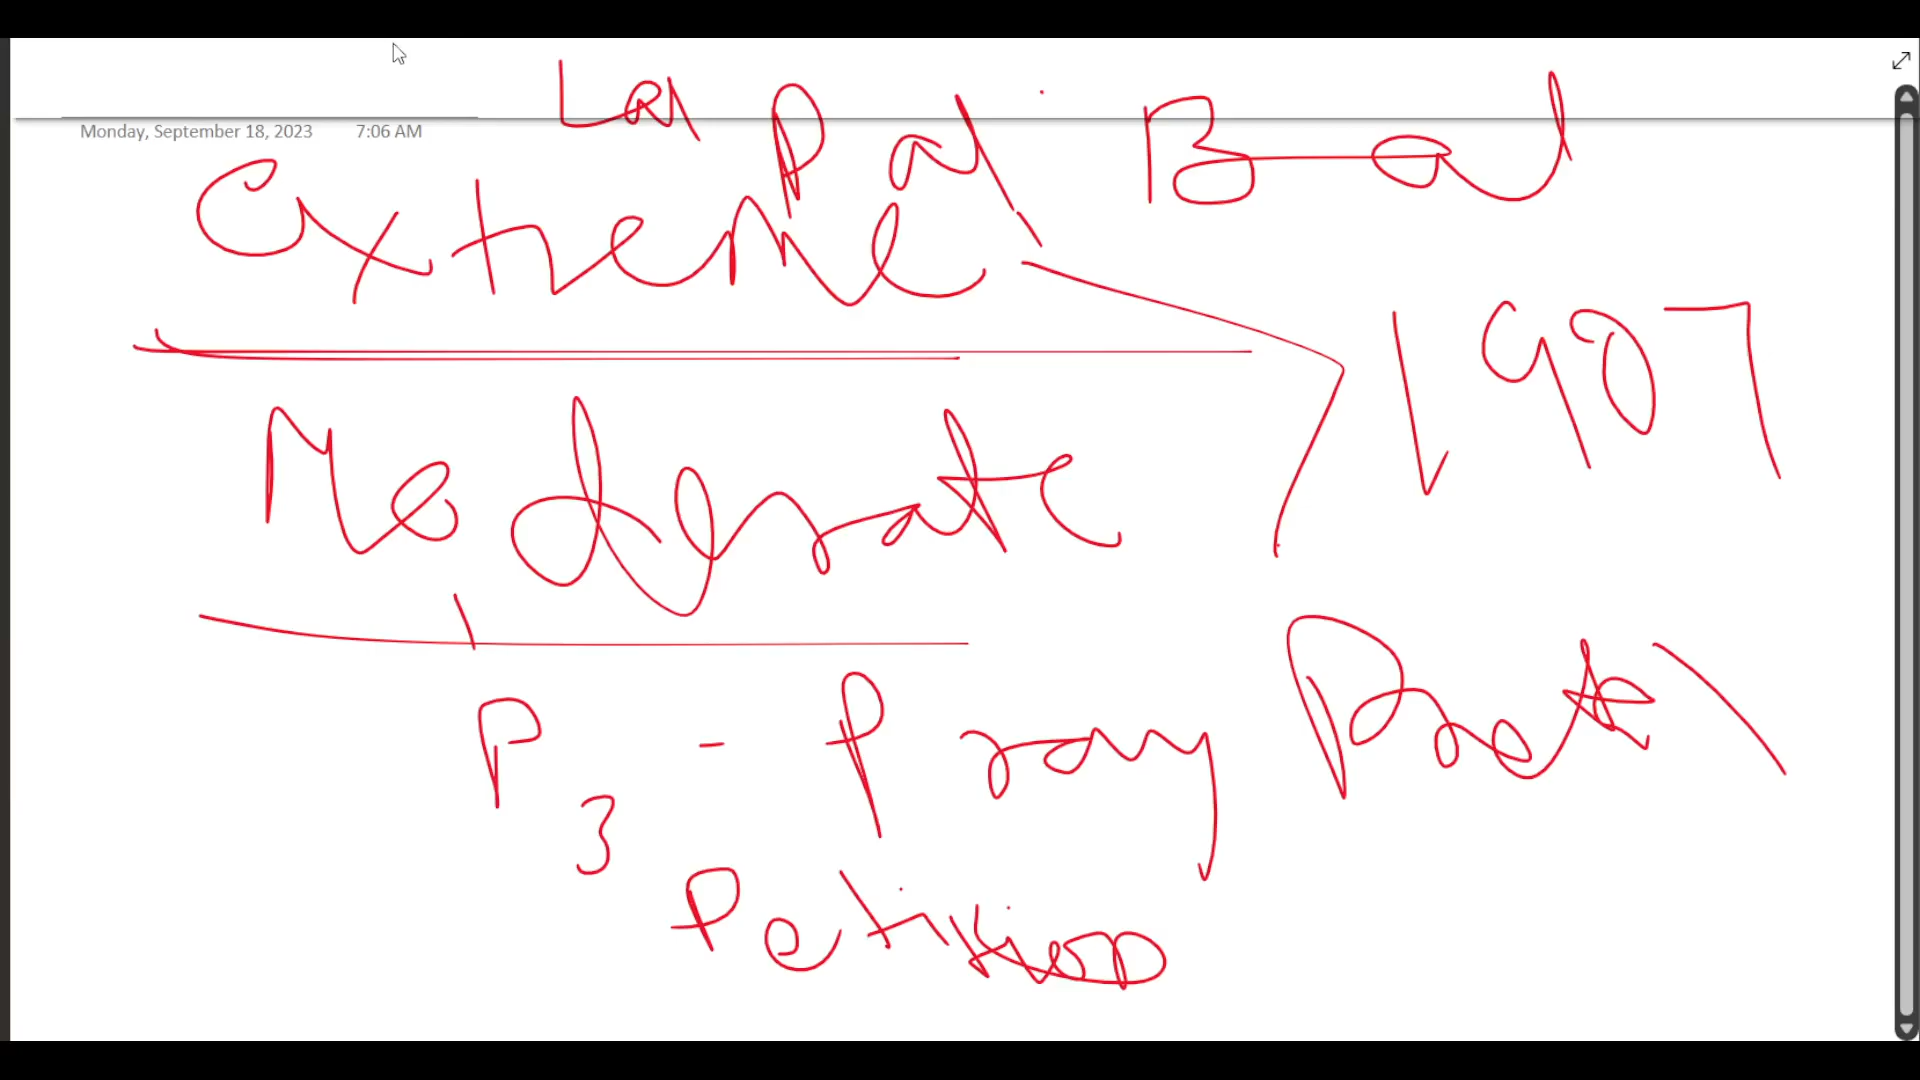 Lal Pal Bal
Monday, September 18, 2023 7:06 AM
extreme
1907
Moderate
P3 - Pray
Petition